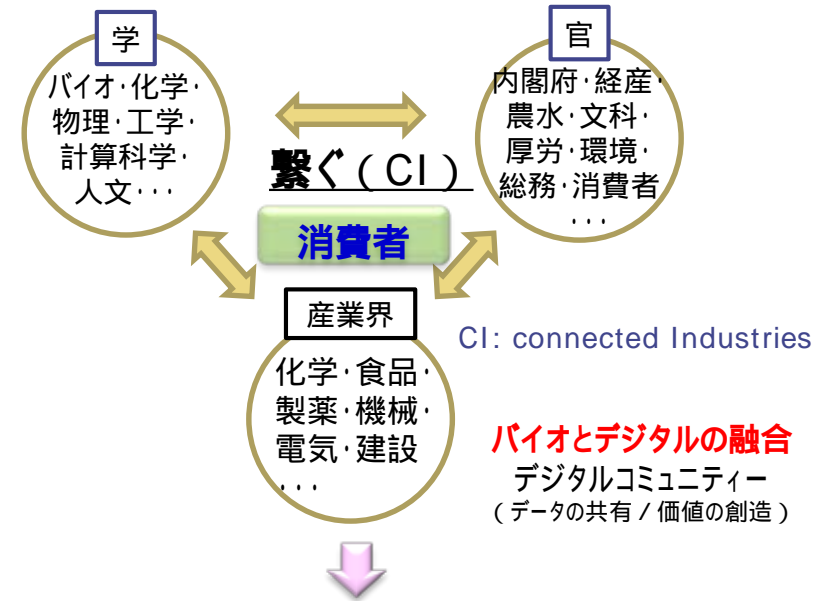 学
バイオ･化学･
物理･工学･
計算科学･
人文･･･
官
内閣府･経産･
農水･文科･
厚労･環境･
総務･消費者
･･･
繋ぐ（CI）
消費者
産業界
化学･食品･
製薬･機械･
電気･建設
･･･
CI: connected Industries
バイオとデジタルの融合
デジタルコミュニティー
（データの共有／価値の創造）